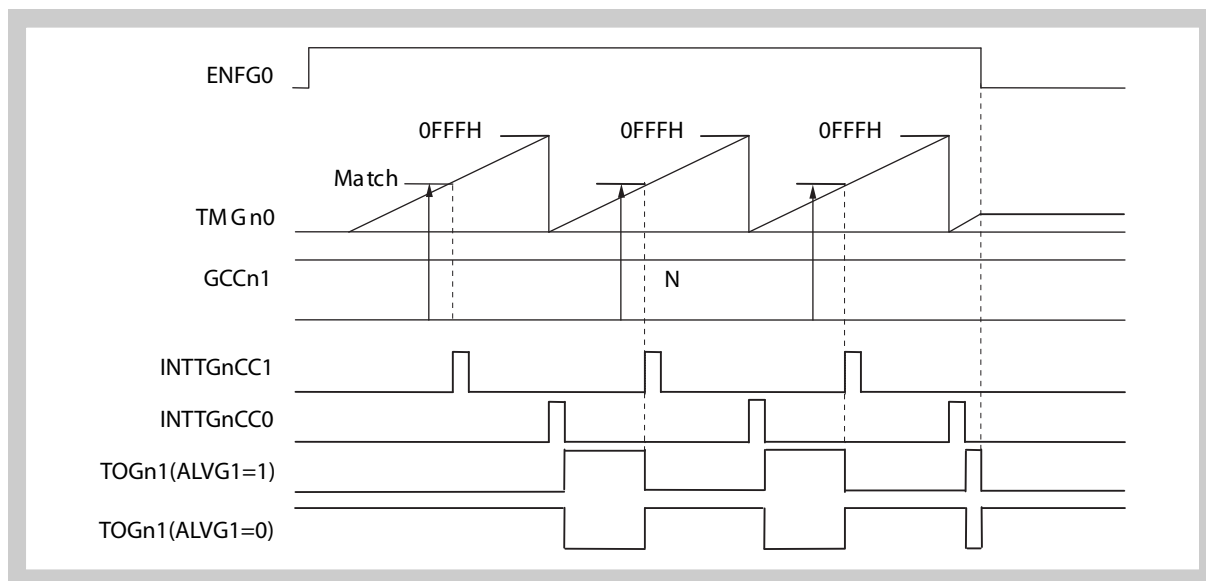 ENFG0
0FFFH 0FFFH 0FFFH
Match
TMGn0
GCCn1
N
INTTGnCC1
INTTGnCC0
TOGn1(ALVG1=1)
TOGn1(ALVG1=0)